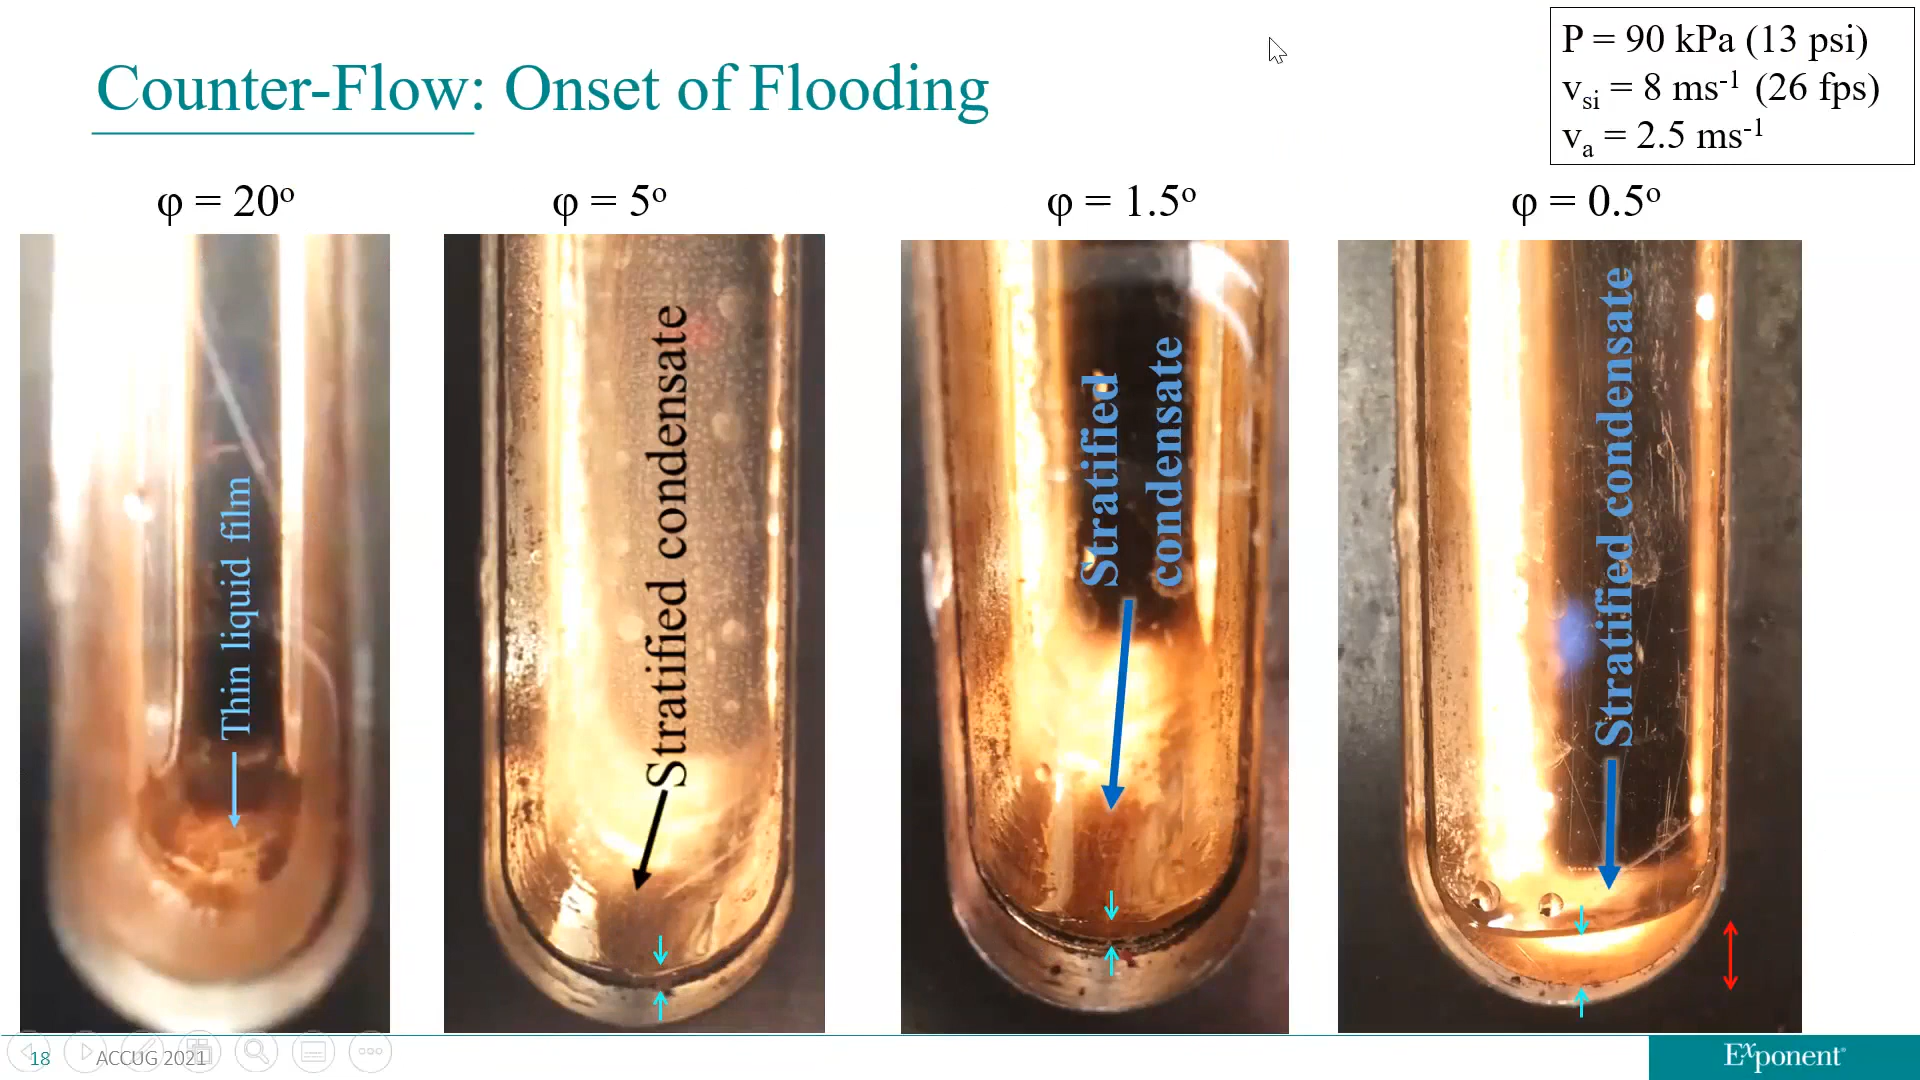 P = 90 kPa (13 psi)
vsi = 8 ms-1 (26 fps)
va = 2.5 ms-1
Counter-Flow: Onset of Flooding
φ = 20o
φ = 5o
φ = 1.5o
φ = 0.5o
Thin liquid film
Stratified condensate
Stratified
condensate
Stratified condensate
18
ACCUG 2021
Exponent®